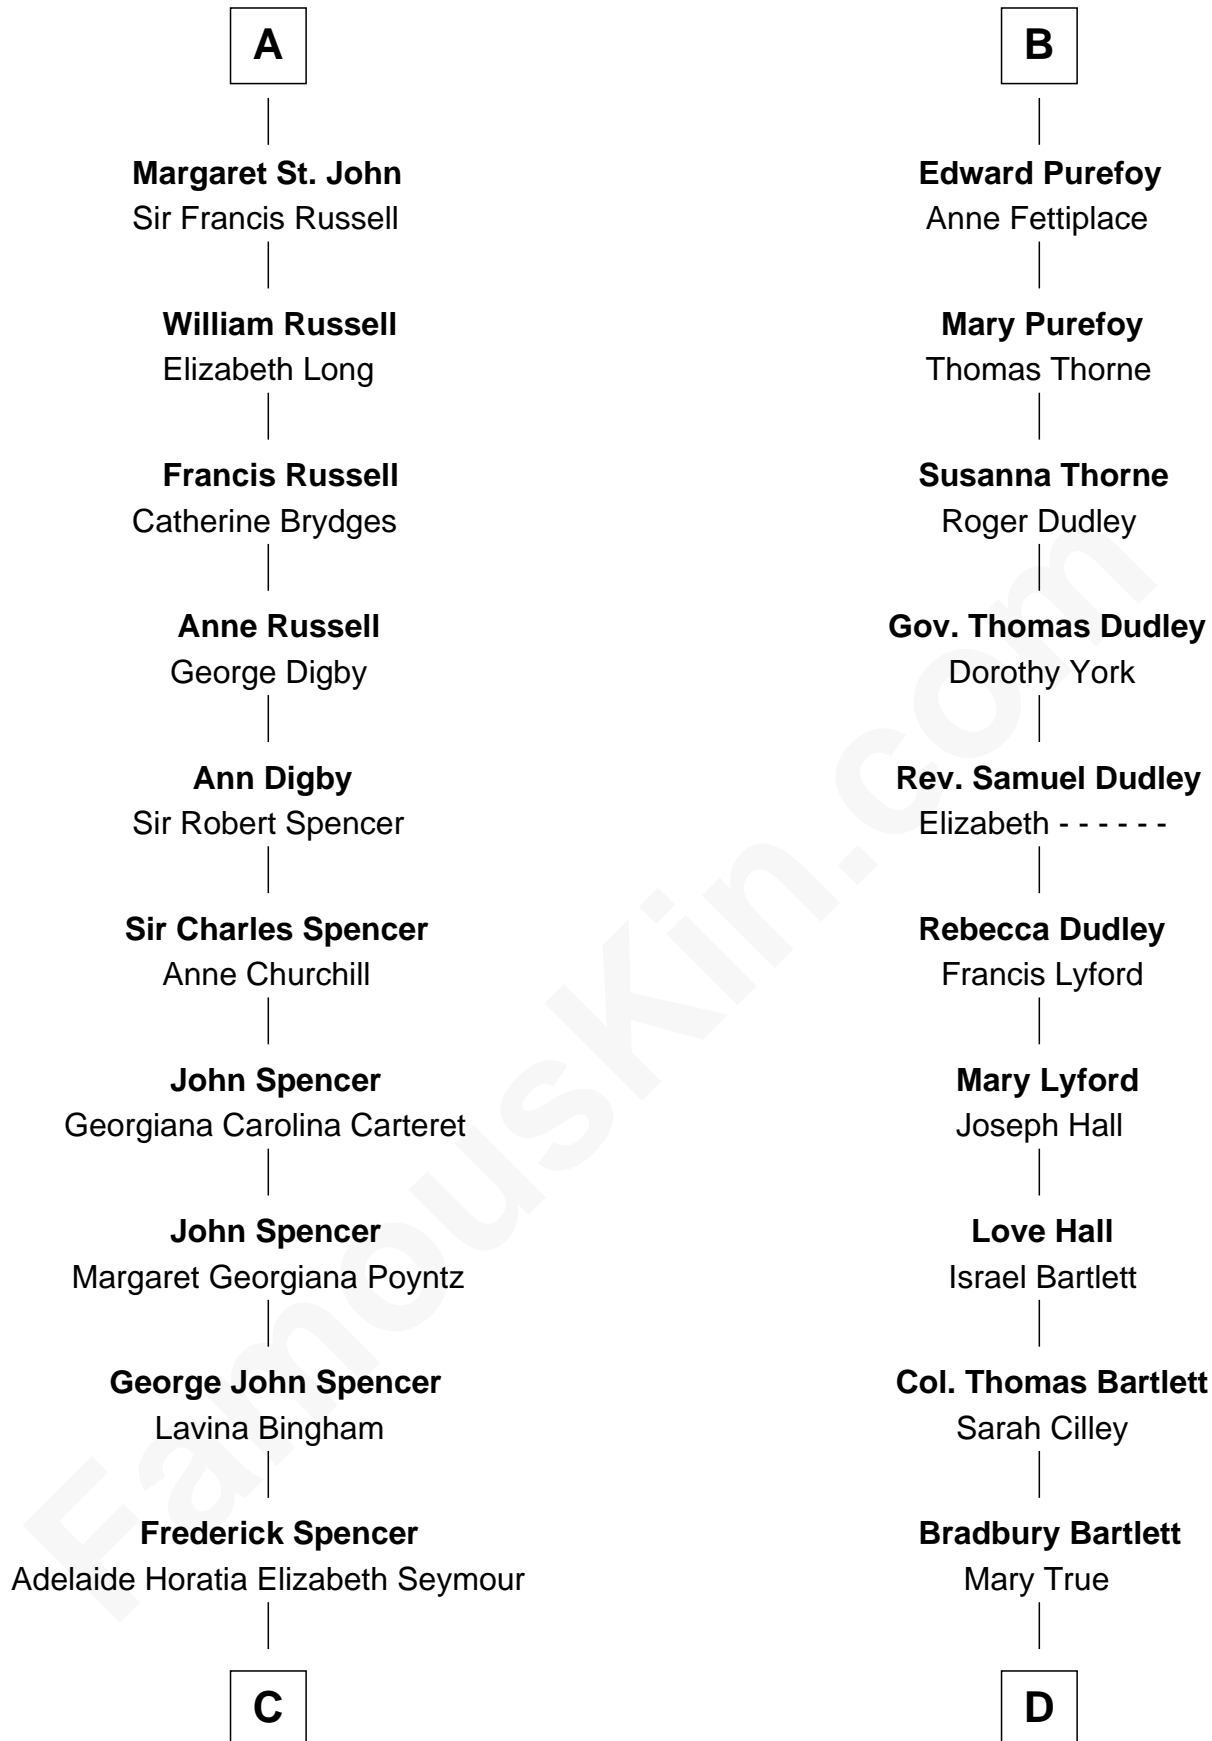 A
Margaret St. John
Sir Francis Russell
William Russell
Elizabeth Long
Francis Russell
Catherine Brydges
Anne Russell
George Digby
Ann Digby
Sir Robert Spencer
Sir Charles Spencer
Anne Churchill
John Spencer
Georgiana Carolina Carteret
John Spencer
Margaret Georgiana Poyntz
George John Spencer
Lavina Bingham
Frederick Spencer
Adelaide Horatia Elizabeth Seymour
C
B
Edward Purefoy
Anne Fettiplace
Mary Purefoy
Thomas Thorne
Susanna Thorne
Roger Dudley
Gov. Thomas Dudley
Dorothy York
Rev. Samuel Dudley
Elizabeth - - - - - -
Rebecca Dudley
Francis Lyford
Mary Lyford
Joseph Hall
Love Hall
Israel Bartlett
Col. Thomas Bartlett
Sarah Cilley
Bradbury Bartlett
Mary True
D
FamousKin.com